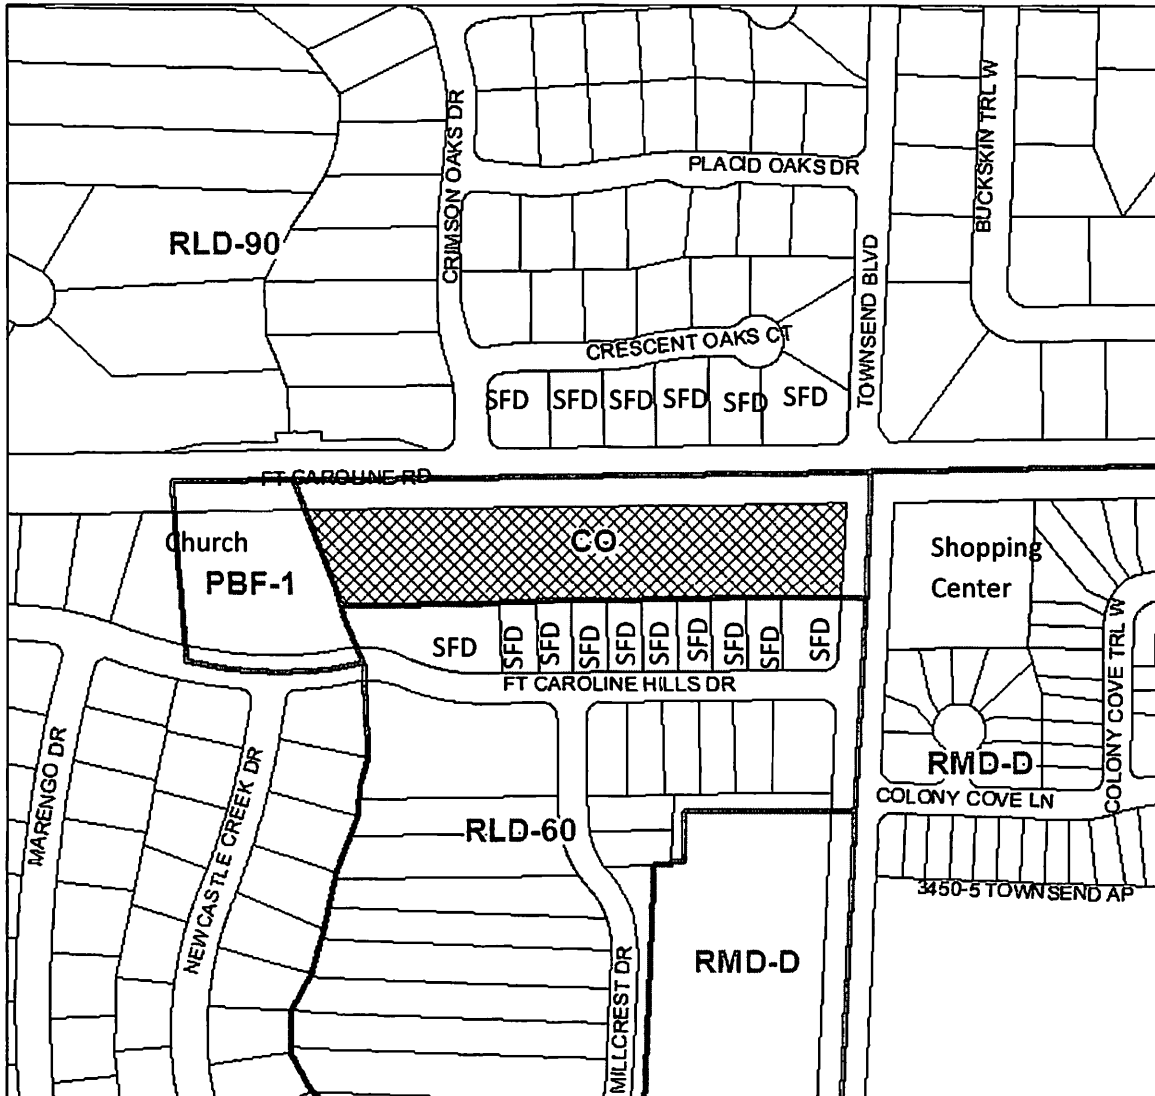 CRIMSON OAKS DR
PLACID OAKS DR
BUCKSKIN TRL W
RLD-90
TOWNSEND BLVD
CRESCENT OAKS CT
SFD
SFD
SFD
SFD
SFD
SFD
FT CAROLINE RD
Church
PBF-1
CO
Shopping
Center
SFD
SFD
SFD
SFD
SFD
SFD
SFD
SFD
SFD
SFD
FT CAROLINE HILLS DR
COLONY COVE TRL W
MARENGO DR
NEWCASTLE CREEK DR
RMD-D
COLONY COVE LN
RLD-60
3450-5 TOWNSEND AP
RMD-D
MILLCREST DR